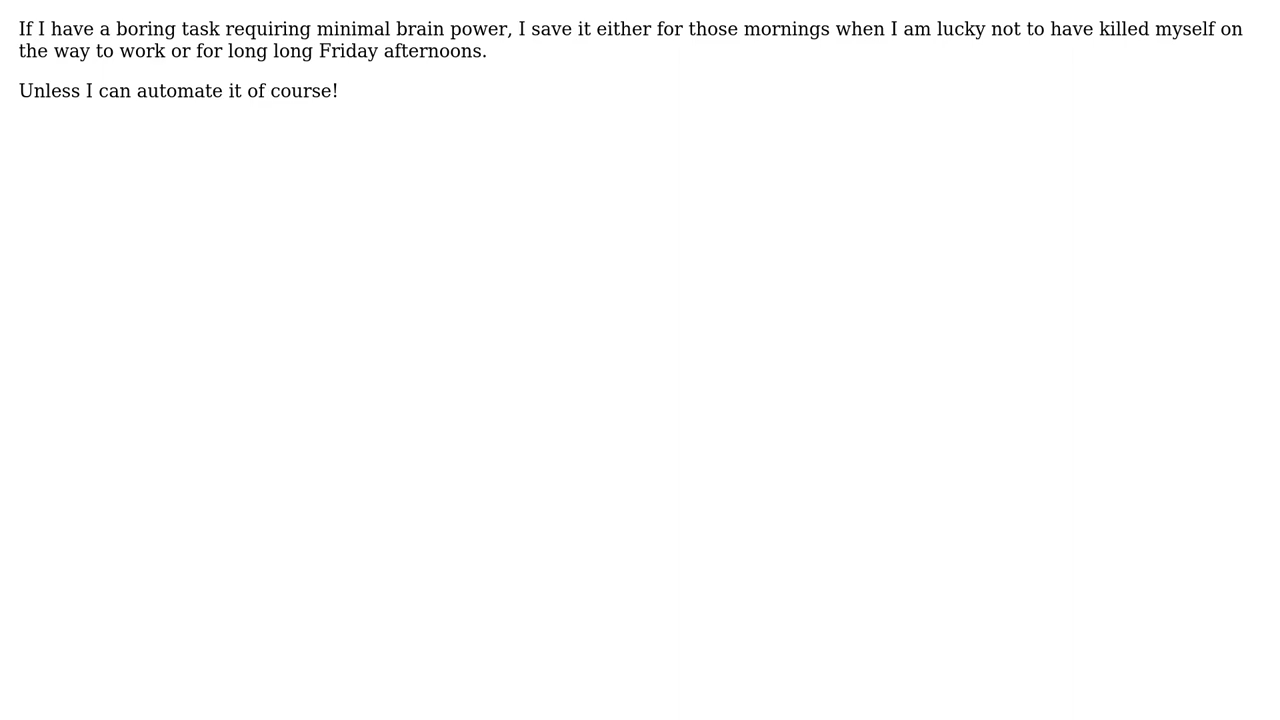 If I have a boring task requiring minimal brain power, I save it either for those mornings when I am lucky not to have killed myself on
the way to work or for long long Friday afternoons.
Unless I can automate it of course!